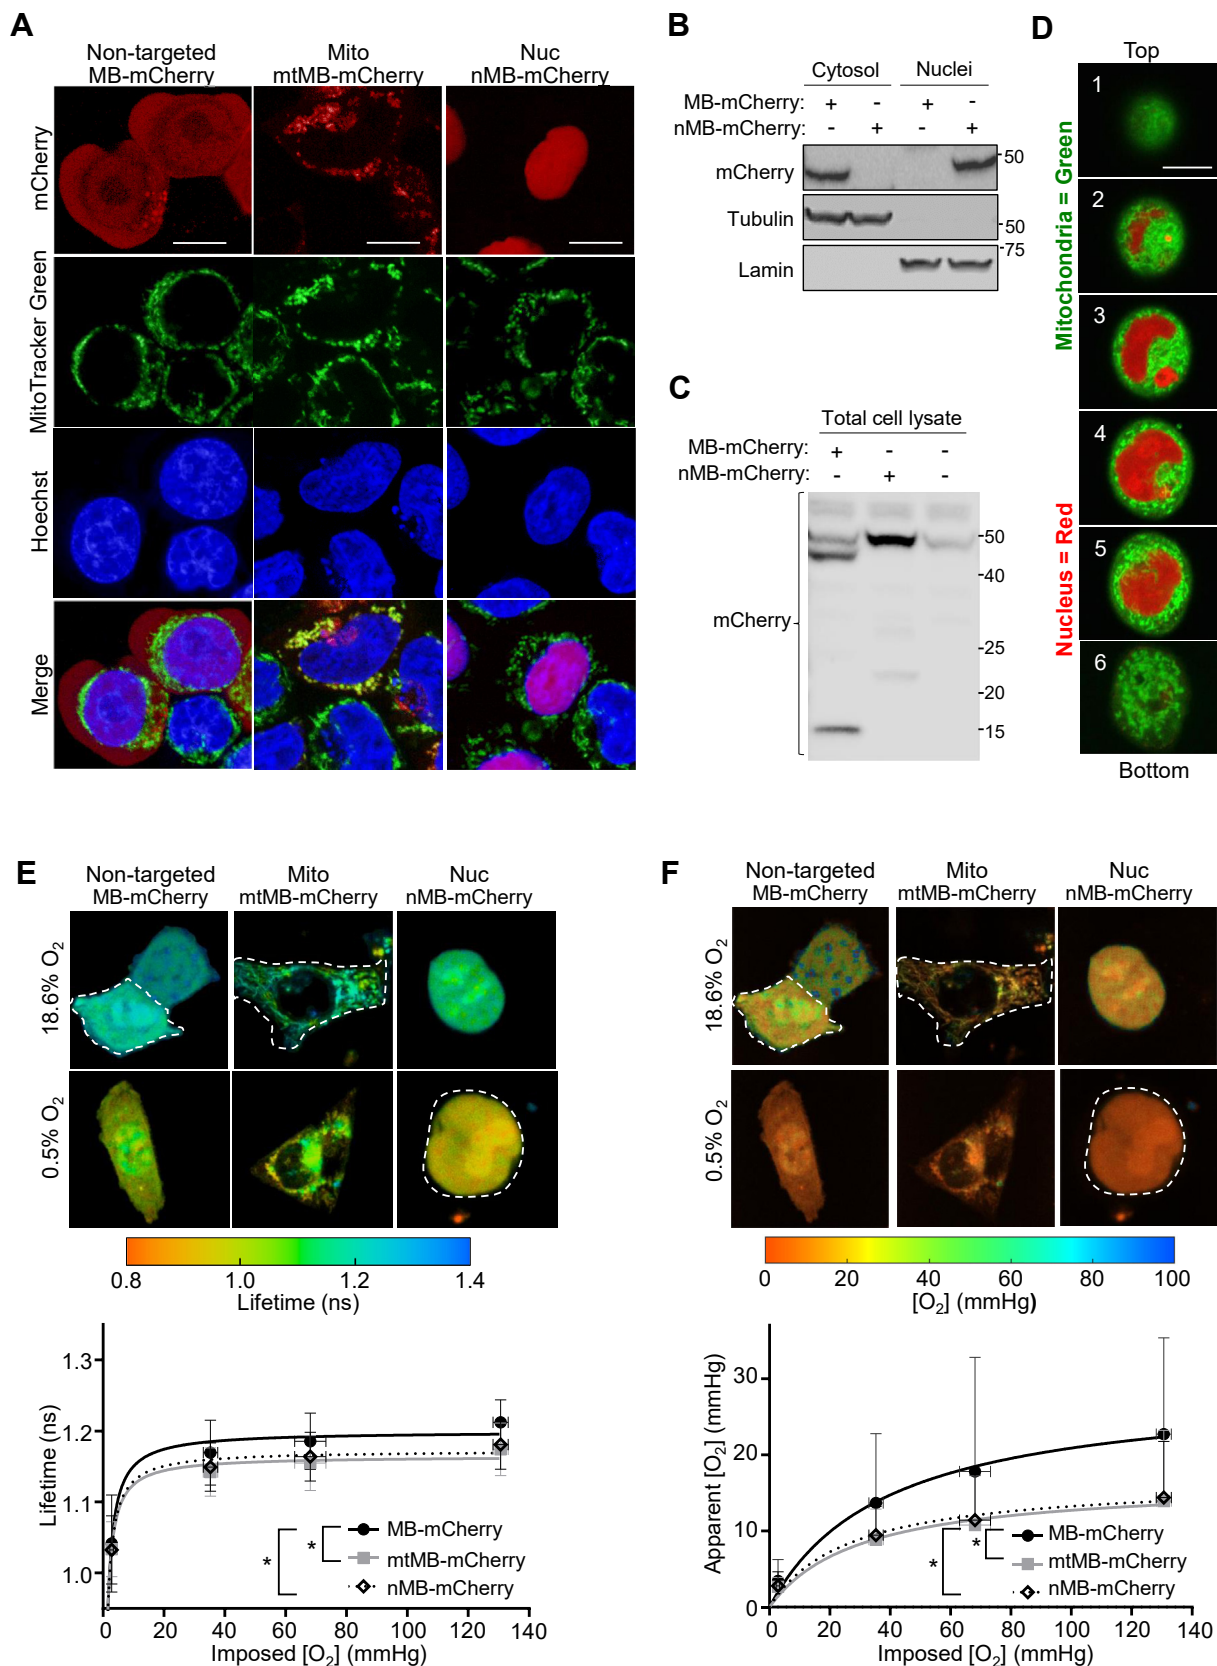 A
Non-targeted
MB-mCherry
Mito
mtMB-mCherry
Nuc
nMB-mCherry
mCherry
MitoTracker Green
Hoechst
Merge
B
Cytosol Nuclei
MB-mCherry: + - + -
nMB-mCherry: - + - +
mCherry
-50
Tubulin
-50
-75
Lamin
C
Total cell lysate
MB-mCherry: + - -
nMB-mCherry: - + -
mCherry
-50
-40
-25
-20
-15
D
Top
1
2
3
4
5
6
Bottom
Mitochondria = Green
Nucleus = Red
E
Non-targeted
MB-mCherry
Mito
mtMB-mCherry
Nuc
nMB-mCherry
18.6% O₂
0.5% O₂
0.8 1.0 1.2 1.4
Lifetime (ns)
Lifetime (ns)
1.3
1.2
1.1
1.0
* *
MB-mCherry
mtMB-mCherry
nMB-mCherry
0 20 40 60 80 100 120 140
Imposed [O₂] (mmHg)
F
Non-targeted
MB-mCherry
Mito
mtMB-mCherry
Nuc
nMB-mCherry
18.6% O₂
0.5% O₂
0 20 40 60 80 100
[O₂] (mmHg)
Apparent [O₂] (mmHg)
30
20
10
0
* *
MB-mCherry
mtMB-mCherry
nMB-mCherry
0 20 40 60 80 100 120 140
Imposed [O₂] (mmHg)